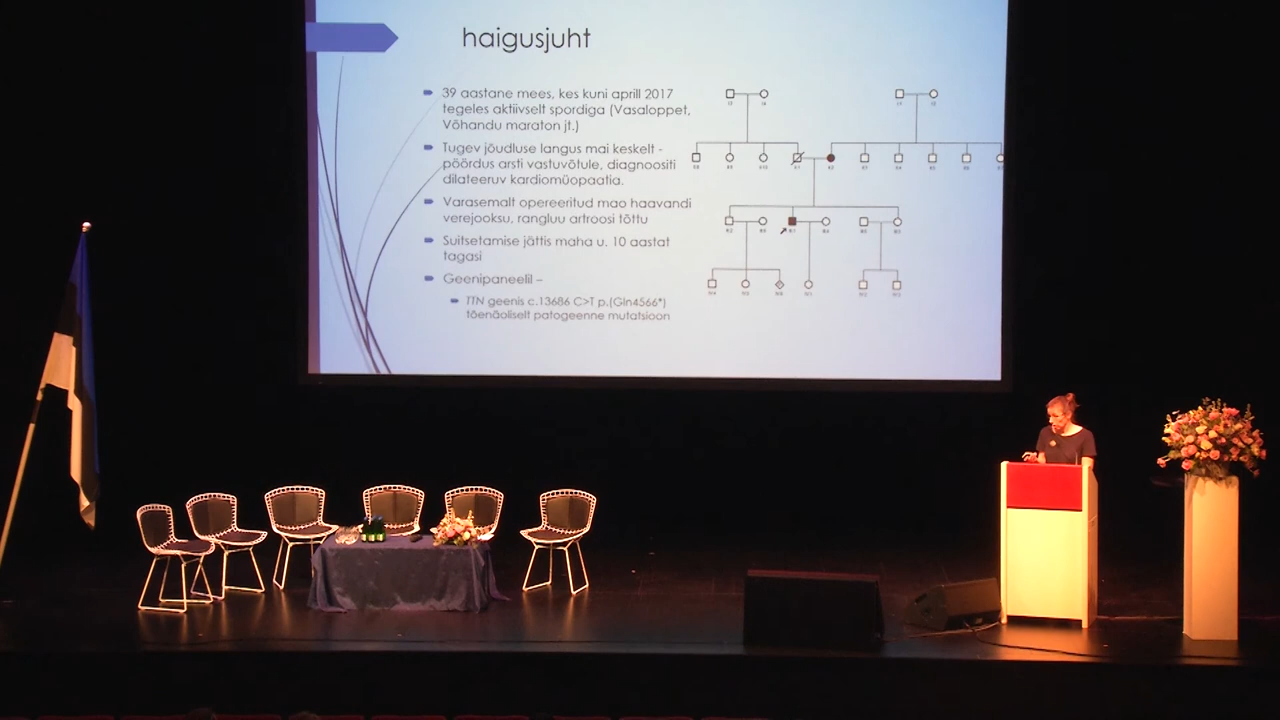 haigusjuht
39 aastane mees, kes kuni aprill 2017
tegeles aktiivselt spordiga (Vasaloppet,
Võhandu maraton jt.)
Tugev jõudluse langus mai keskelt -
pöördus arsti vastuvõtule, diagnoositi
dilateeruv kardiomüopaatia.
Varasemalt opereeritud mao haavandi
verejooksu, rangluu artroosi tõttu
Suitsetamise jättis maha u. 10 aastat
tagasi
Geenipaneelil –
TTN geenis c.13686 C>T p.(Gln4566*)
tõenäoliselt patogeenne mutatsioon